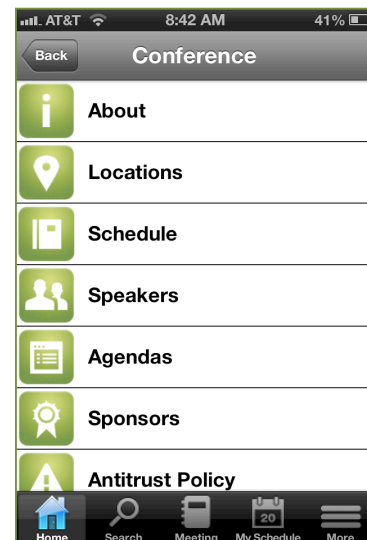 AT&T 8:42 AM 41%
Back Conference
About
Locations
Schedule
Speakers
Agendas
Sponsors
Antitrust Policy
20
Home Search Meeting My Schedule More